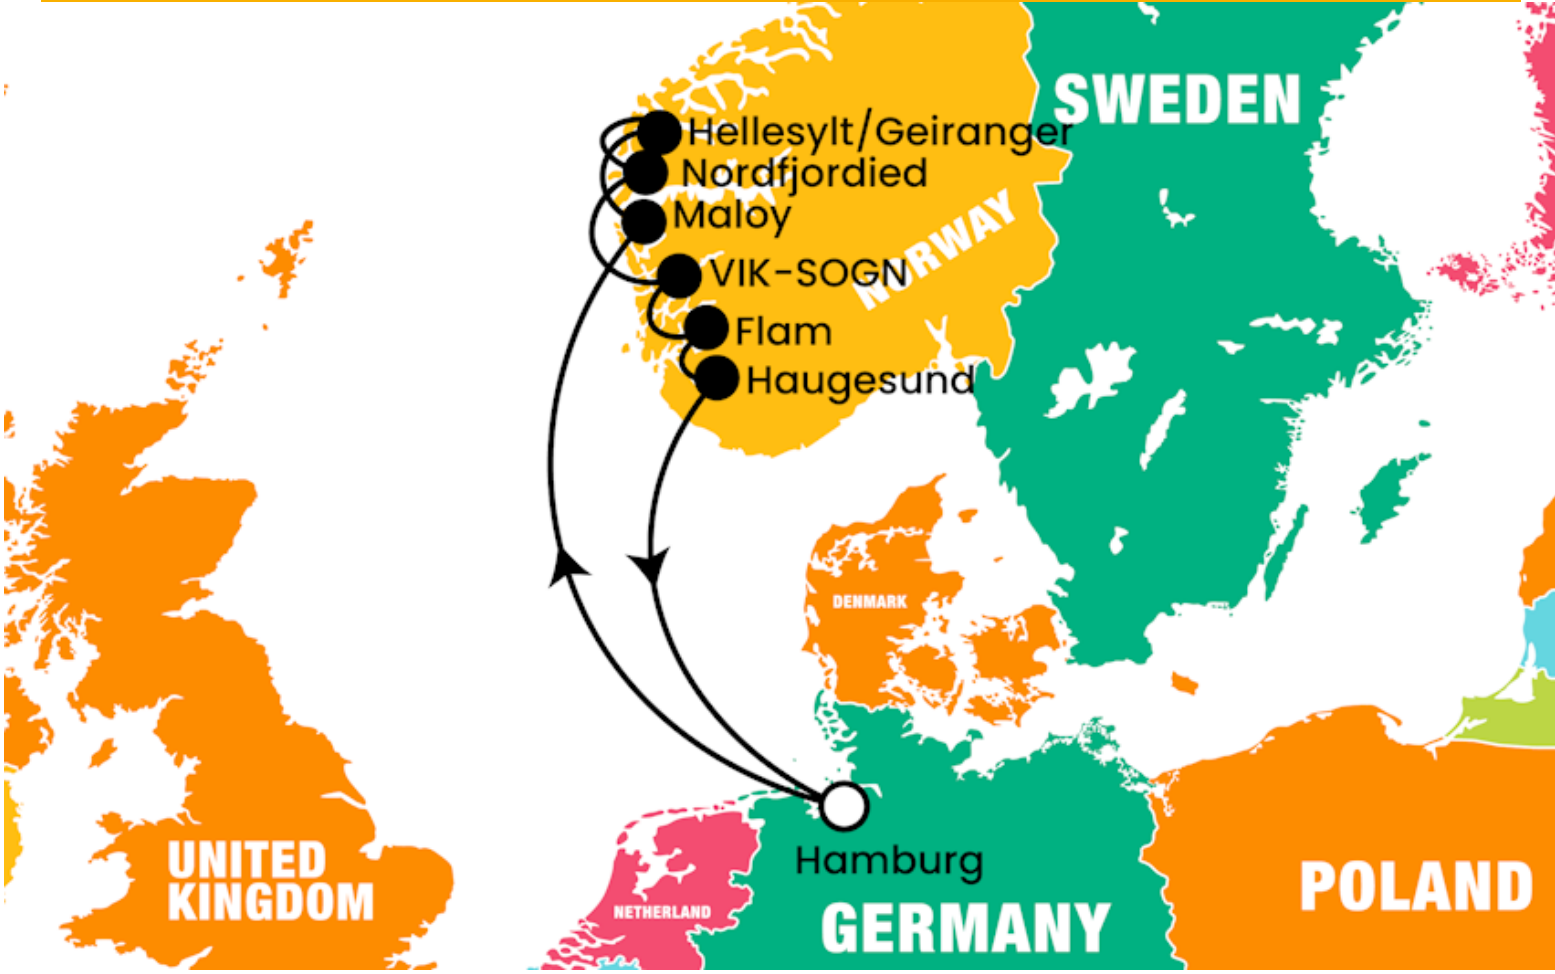 SWEDEN
Hellesylt/Geiranger
Nordfjordied
Maloy
NORWAY
VIK-SOGN
Flam
Haugesund
DENMARK
Hamburg
UNITED
KINGDOM
NETHERLAND
GERMANY
POLAND